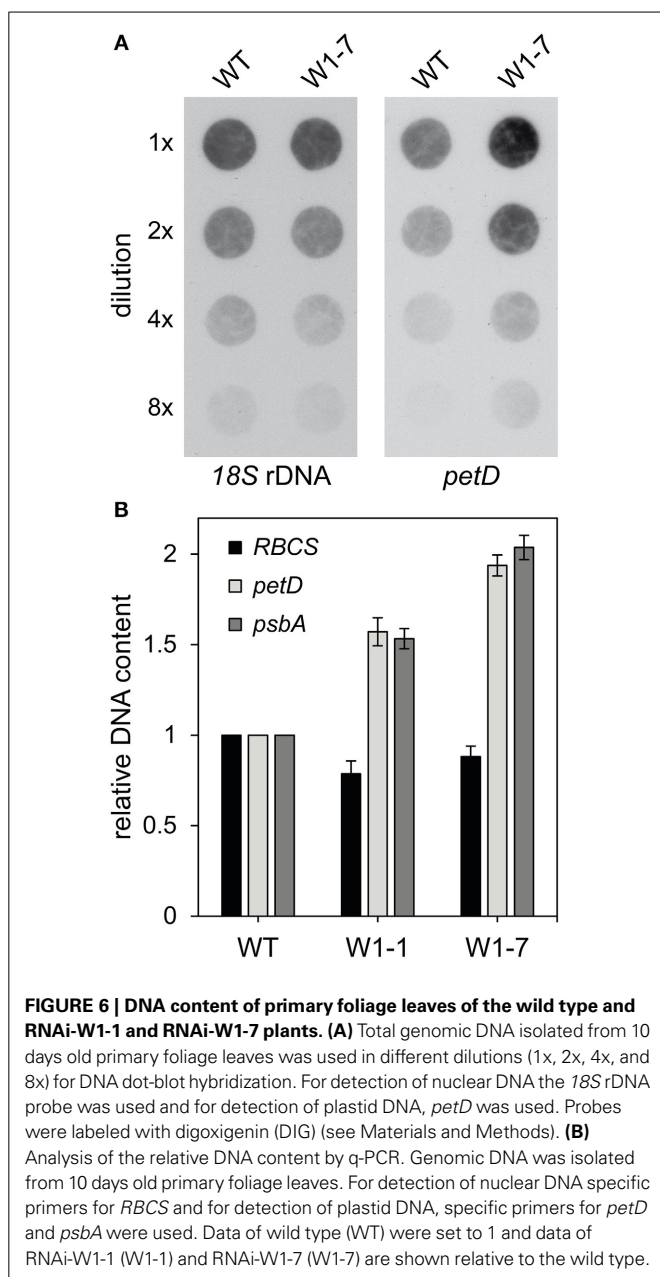 A
WT W1-7 WT W1-7
1x
2x
4x
8x
dilution
18S rDNA petD
B
2
1.5
1
0.5
0
relative DNA content
RBCS
petD
psbA
WT W1-1 W1-7
FIGURE 6 | DNA content of primary foliage leaves of the wild type and
RNAi-W1-1 and RNAi-W1-7 plants. (A) Total genomic DNA isolated from 10
days old primary foliage leaves was used in different dilutions (1x, 2x, 4x, and
8x) for DNA dot-blot hybridization. For detection of nuclear DNA the 18S rDNA
probe was used and for detection of plastid DNA, petD was used. Probes
were labeled with digoxigenin (DIG) (see Materials and Methods). (B)
Analysis of the relative DNA content by q-PCR. Genomic DNA was isolated
from 10 days old primary foliage leaves. For detection of nuclear DNA specific
primers for RBCS and for detection of plastid DNA, specific primers for petD
and psbA were used. Data of wild type (WT) were set to 1 and data of
RNAi-W1-1 (W1-1) and RNAi-W1-7 (W1-7) are shown relative to the wild type.